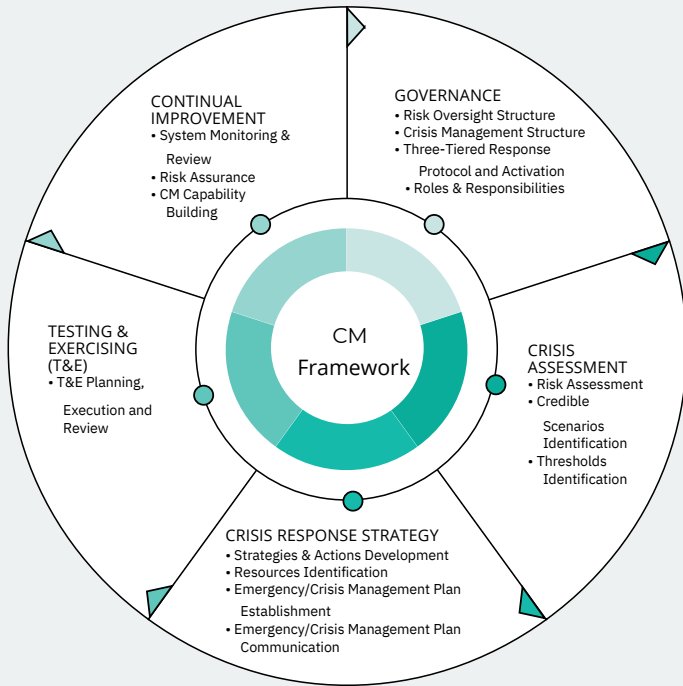 GOVERNANCE
• Risk Oversight Structure
• Crisis Management Structure
• Three-Tiered Response
Protocol and Activation
• Roles & Responsibilities
CRISIS
ASSESSMENT
• Risk Assessment
• Credible
Scenarios
Identification
• Thresholds
Identification
CRISIS RESPONSE STRATEGY
• Strategies & Actions Development
• Resources Identification
• Emergency/Crisis Management Plan
Establishment
• Emergency/Crisis Management Plan
Communication
TESTING &
EXERCISING
(T&E)
• T&E Planning,
Execution and
Review
CONTINUAL
IMPROVEMENT
• System Monitoring &
Review
• Risk Assurance
• CM Capability
Building
CM
Framework